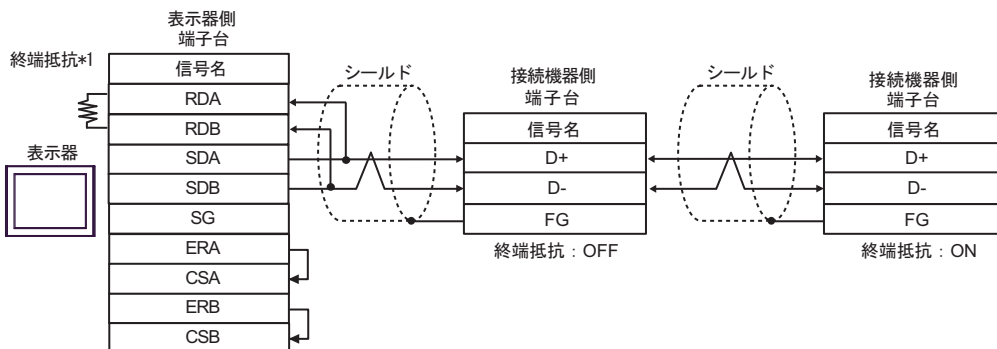 表示器側
端子台
終端抵抗*1
信号名
RDA
RDB
SDA
SDB
SG
ERA
CSA
ERB
CSB
表示器
シールド
接続機器側
端子台
信号名
D+
D-
FG
終端抵抗:OFF
シールド
接続機器側
端子台
信号名
D+
D-
FG
終端抵抗:ON